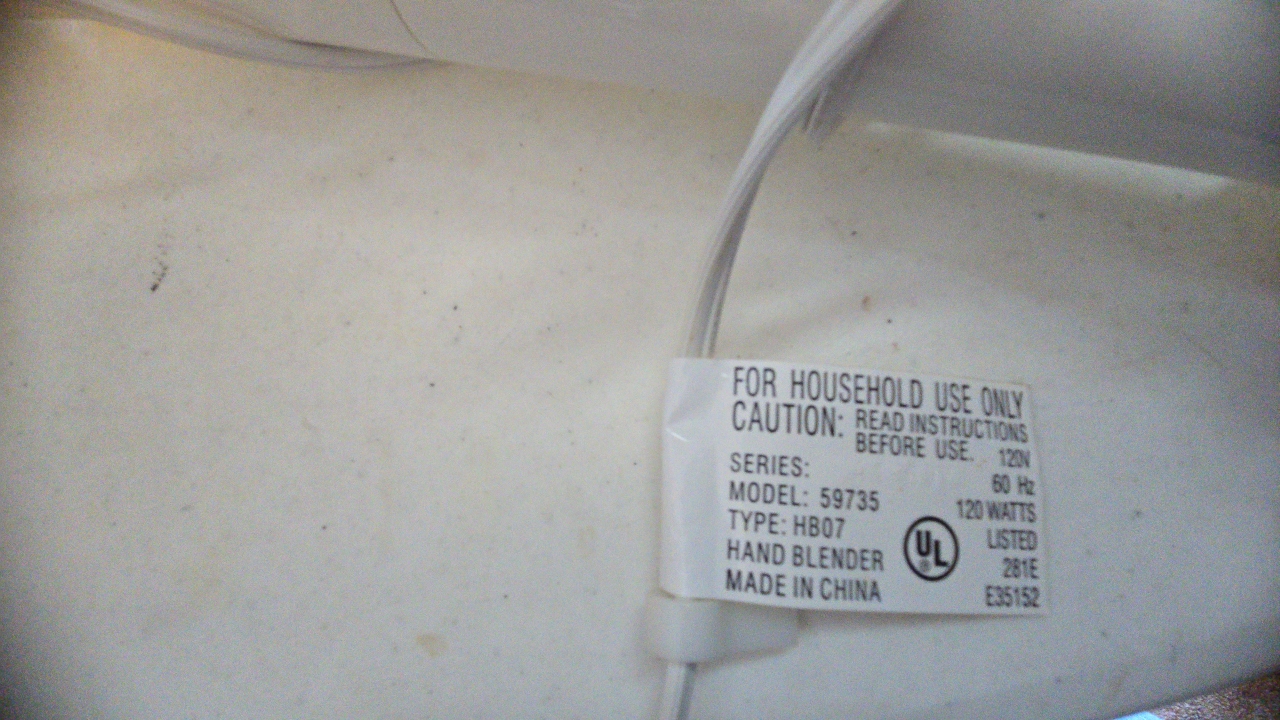 FOR HOUSEHOLD USE ONLY
CAUTION: READ INSTRUCTIONS
BEFORE USE.
120V
SERIES:
60 Hz
MODEL: 59735
120 WATTS
TYPE: HB07
UL
®
LISTED
HAND BLENDER
281E
MADE IN CHINA
E35152